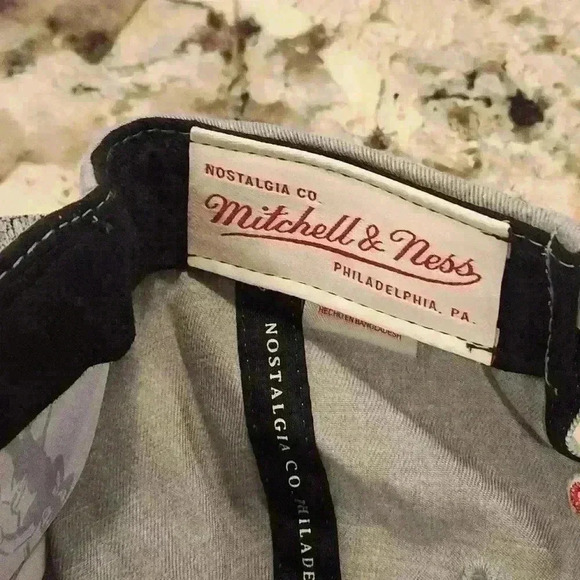 NOSTALGIA CO.
Mitchell & Ness
PHILADELPHIA, PA.
HECHO EN BANGLADESH
NOSTALGIA CO. PHILADE